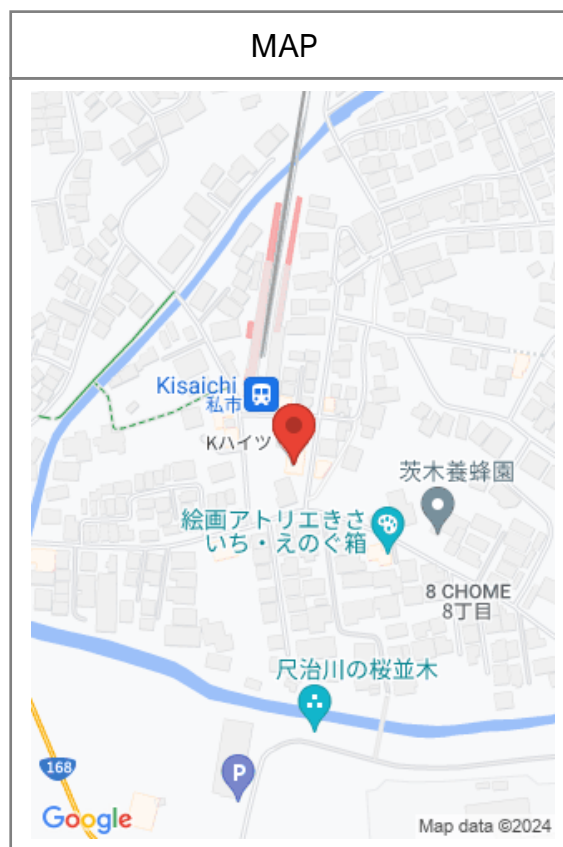 MAP
Kisaichi
私市
Kハイツ
茨木養蜂園
絵画アトリエきさ
いち・えのぐ箱
8 CHOME
8丁目
尺治川の桜並木
P
168
Google
Map data ©2024